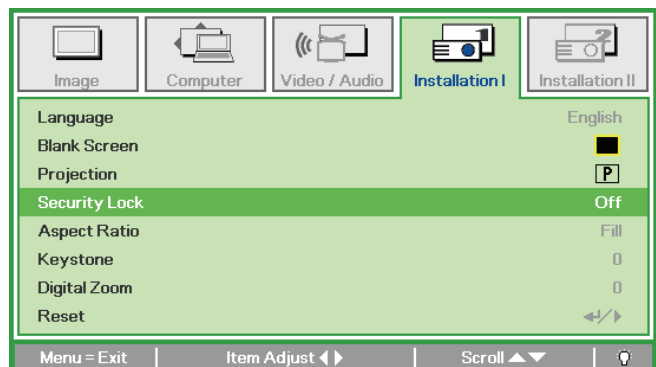 Image Computer Video / Audio Installation I Installation II
Language English
Blank Screen
Projection P
Security Lock Off
Aspect Ratio Fill
Keystone 0
Digital Zoom 0
Reset ↵/▶
Menu = Exit Item Adjust ◀ ▶ Scroll ▲▼